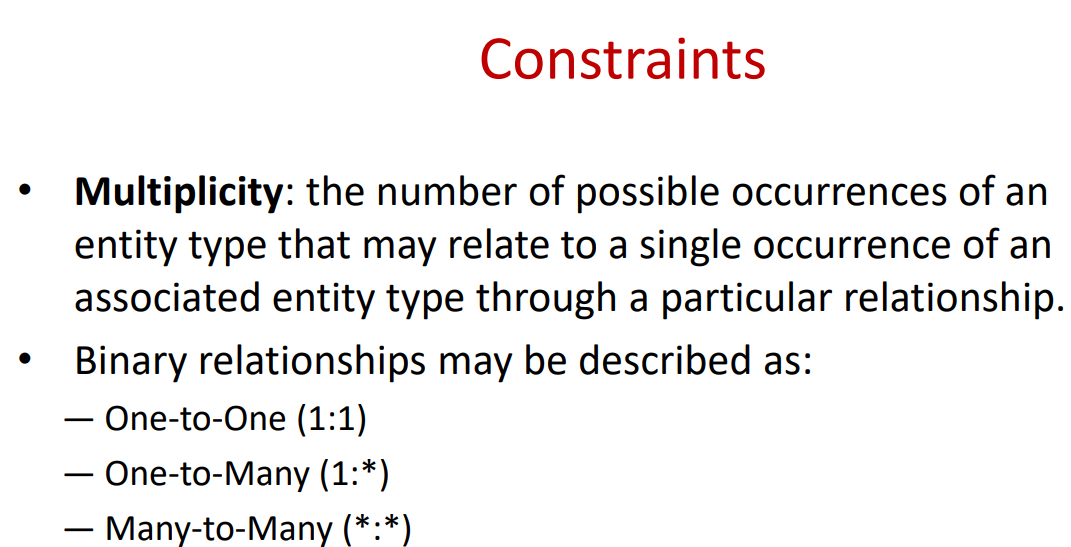 Constraints
• Multiplicity: the number of possible occurrences of an
entity type that may relate to a single occurrence of an
associated entity type through a particular relationship.
• Binary relationships may be described as:
— One-to-One (1:1)
— One-to-Many (1:*)
— Many-to-Many (*:*)